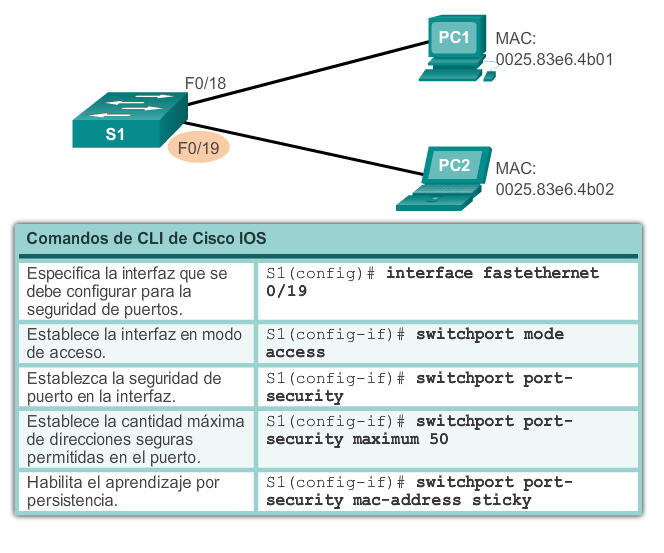 PC1
MAC:
0025.83e6.4b01
F0/18
S1
F0/19
PC2
MAC:
0025.83e6.4b02
Comandos de CLI de Cisco IOS
Especifica la interfaz que se
debe configurar para la
seguridad de puertos.
S1(config)# interface fastethernet
0/19
Establece la interfaz en modo
de acceso.
S1(config-if)# switchport mode
access
Establezca la seguridad de
puerto en la interfaz.
S1(config-if)# switchport port-
security
Establece la cantidad máxima
de direcciones seguras
permitidas en el puerto.
S1(config-if)# switchport port-
security maximum 50
Habilita el aprendizaje por
persistencia.
S1(config-if)# switchport port-
security mac-address sticky